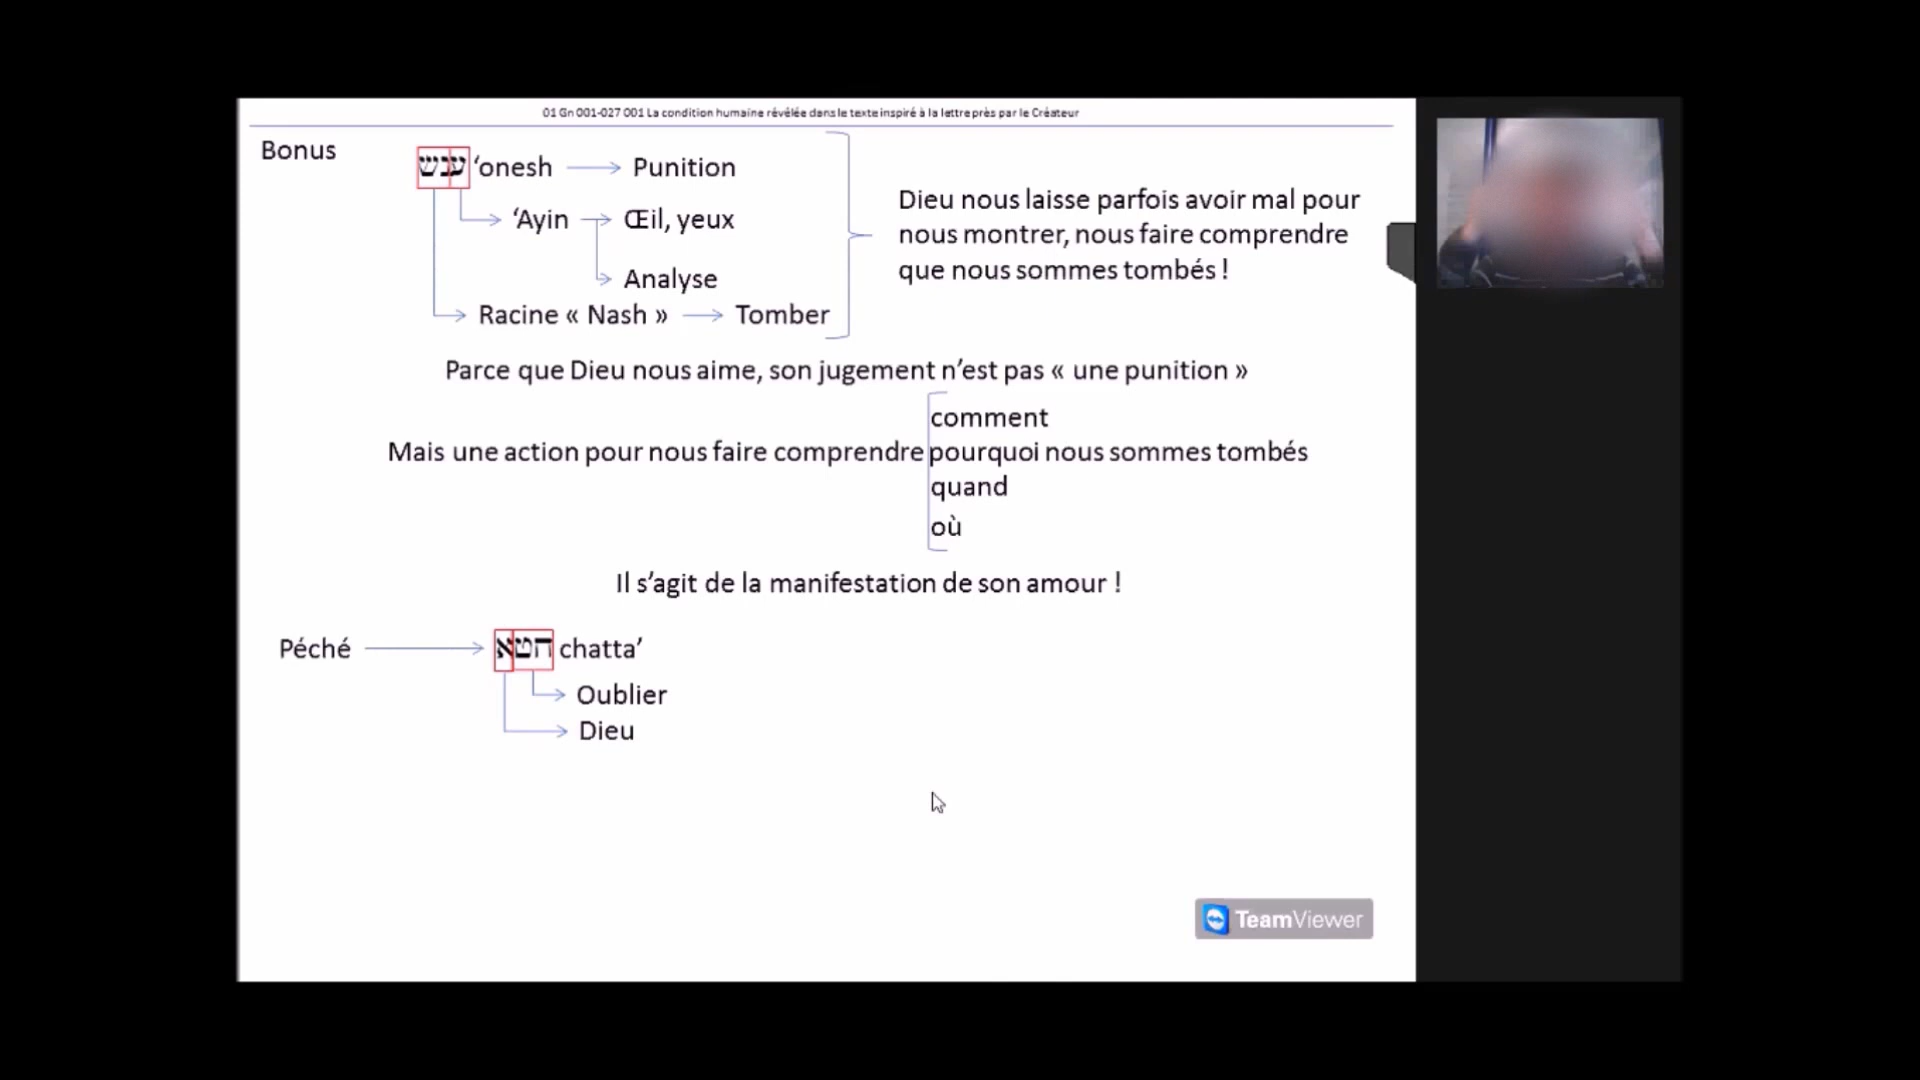 01 Gn 001-027 001 La condition humaine révélée dans le texte inspiré à la lettre près par le Créateur
Bonus
ענש ‘onesh Punition
‘Ayin Œil, yeux
Analyse
Racine « Nash » Tomber
Dieu nous laisse parfois avoir mal pour
nous montrer, nous faire comprendre
que nous sommes tombés !
Parce que Dieu nous aime, son jugement n’est pas « une punition »
comment
Mais une action pour nous faire comprendre pourquoi nous sommes tombés
quand
où
Il s’agit de la manifestation de son amour !
Péché חטא chatta’
Oublier
Dieu
TeamViewer